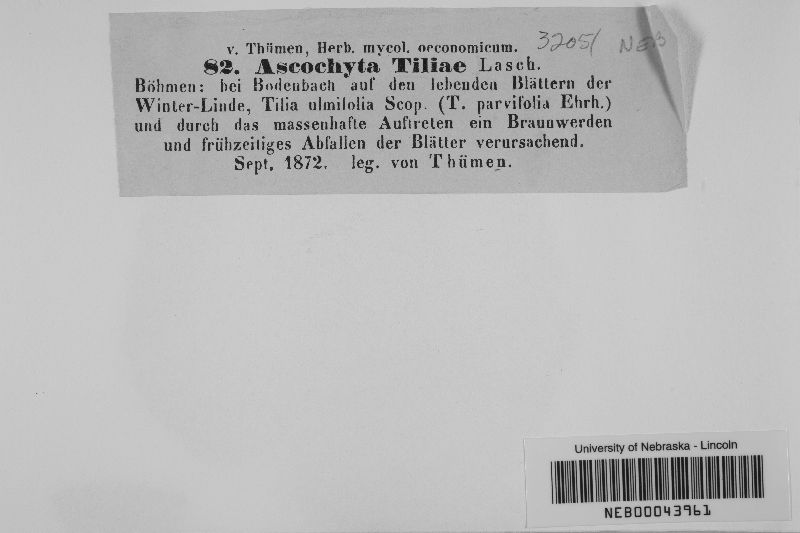 v. Thümen, Herb. mycol. oeconomicum. 32051 NEB
82. Ascochyta Tiliae Lasch.
Böhmen: bei Bodenbach auf den lebenden Blättern der
Winter-Linde, Tilia ulmifolia Scop. (T. parvifolia Ehrh.)
und durch das massenhafte Auftreten ein Braunwerden
und frühzeitiges Abfallen der Blätter verursachend.
Sept. 1872. leg. von Thümen.
University of Nebraska - Lincoln
NEB00043961